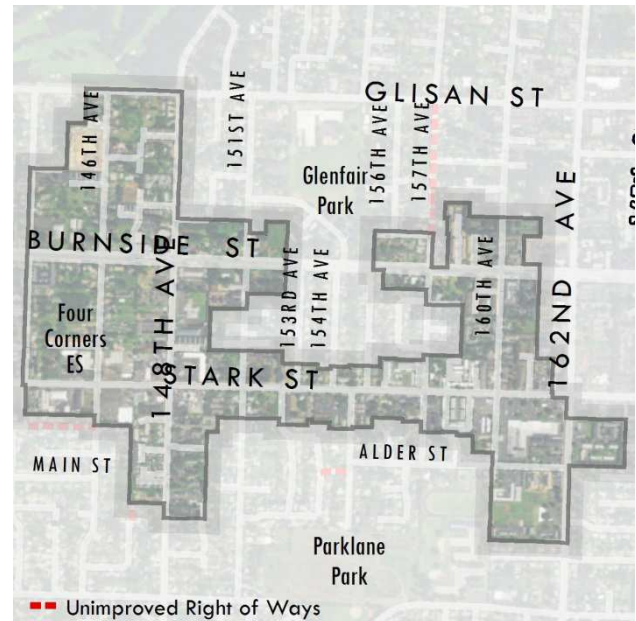 GLISAN ST
146TH AVE
151ST AVE
156TH AVE
157TH AVE
Glenfair
Park
162ND AVE
BURNSIDE ST
148TH AVE
153RD AVE
154TH AVE
160TH AVE
Four
Corners
ES
STARK ST
MAIN ST
ALDER ST
Parklane
Park
Unimproved Right of Ways